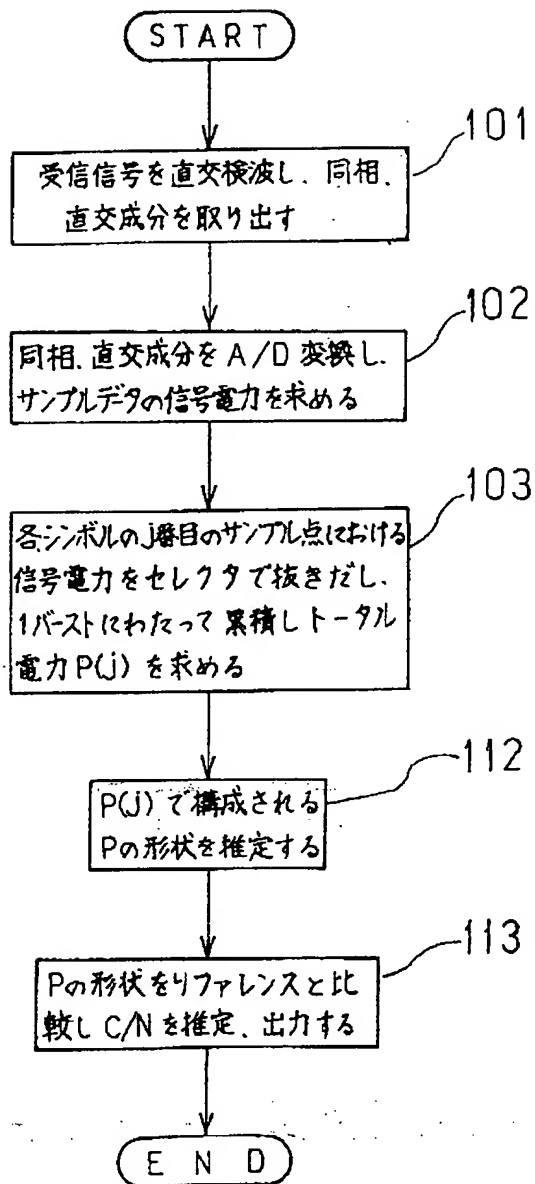 START
101
受信信号を直交検波し、同相、
直交成分を取り出す
102
同相、直交成分をA/D変換し、
サンプルデータの信号電力を求める
103
各シンボルのj番目のサンプル点における
信号電力をセレクタで抜きだし、
1バーストにわたって累積しトータル
電力P(j)を求める
112
P(j)で構成される
Pの形状を推定する
113
Pの形状をリファレンスと比
較しC/Nを推定、出力する
END